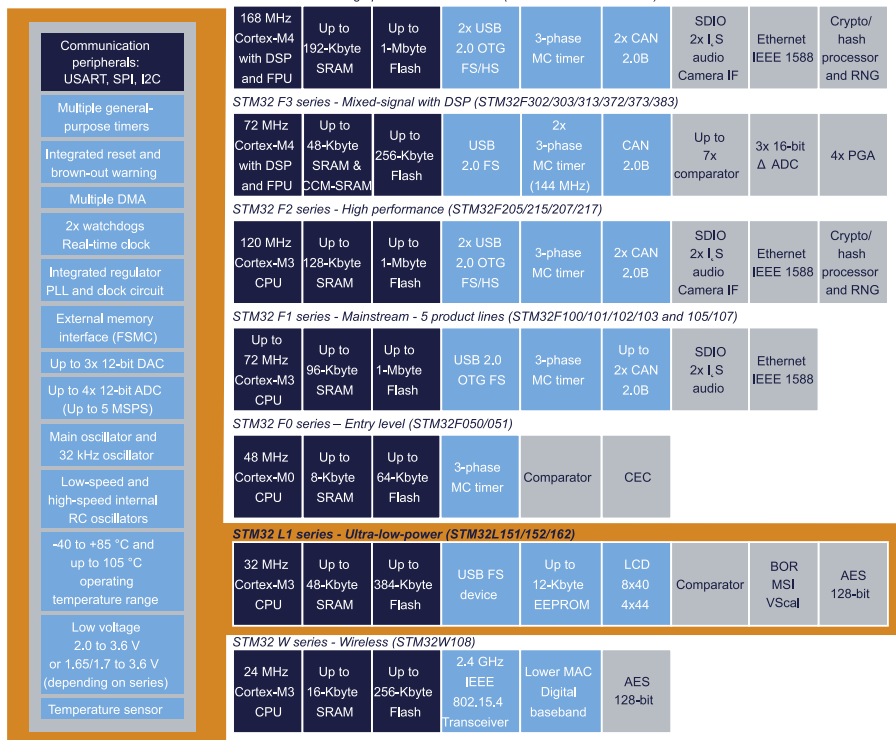 Communication
peripherals:
USART, SPI, I2C
Multiple general-
purpose timers
Integrated reset and
brown-out warning
Multiple DMA
2x watchdogs
Real-time clock
Integrated regulator
PLL and clock circuit
External memory
interface (FSMC)
Up to 3x 12-bit DAC
Up to 4x 12-bit ADC
(Up to 5 MSPS)
Main oscillator and
32 kHz oscillator
Low-speed and
high-speed internal
RC oscillators
-40 to +85 °C and
up to 105 °C
operating
temperature range
Low voltage
2.0 to 3.6 V
or 1.65/1.7 to 3.6 V
(depending on series)
Temperature sensor
168 MHz
Cortex-M4
with DSP
and FPU
Up to
192-Kbyte
SRAM
Up to
1-Mbyte
Flash
2x USB
2.0 OTG
FS/HS
3-phase
MC timer
2x CAN
2.0B
SDIO
2x I2S
audio
Camera IF
Ethernet
IEEE 1588
Crypto/
hash
processor
and RNG
STM32 F3 series - Mixed-signal with DSP (STM32F302/303/313/372/373/383)
72 MHz
Cortex-M4
with DSP
and FPU
Up to
48-Kbyte
SRAM &
CCM-SRAM
Up to
256-Kbyte
Flash
USB
2.0 FS
2x
3-phase
MC timer
(144 MHz)
CAN
2.0B
Up to
7x
comparator
3x 16-bit
Δ ADC
4x PGA
STM32 F2 series - High performance (STM32F205/215/207/217)
120 MHz
Cortex-M3
CPU
Up to
128-Kbyte
SRAM
Up to
1-Mbyte
Flash
2x USB
2.0 OTG
FS/HS
3-phase
MC timer
2x CAN
2.0B
SDIO
2x I2S
audio
Camera IF
Ethernet
IEEE 1588
Crypto/
hash
processor
and RNG
STM32 F1 series - Mainstream - 5 product lines (STM32F100/101/102/103 and 105/107)
Up to
72 MHz
Cortex-M3
CPU
Up to
96-Kbyte
SRAM
Up to
1-Mbyte
Flash
USB 2.0
OTG FS
3-phase
MC timer
Up to
2x CAN
2.0B
SDIO
2x I2S
audio
Ethernet
IEEE 1588
STM32 F0 series – Entry level (STM32F050/051)
48 MHz
Cortex-M0
CPU
Up to
8-Kbyte
SRAM
Up to
64-Kbyte
Flash
3-phase
MC timer
Comparator
CEC
STM32 L1 series - Ultra-low-power (STM32L151/152/162)
32 MHz
Cortex-M3
CPU
Up to
48-Kbyte
SRAM
Up to
384-Kbyte
Flash
USB FS
device
Up to
12-Kbyte
EEPROM
LCD
8x40
4x44
Comparator
BOR
MSI
VScal
AES
128-bit
STM32 W series - Wireless (STM32W108)
24 MHz
Cortex-M3
CPU
Up to
16-Kbyte
SRAM
Up to
256-Kbyte
Flash
2.4 GHz
IEEE
802.15.4
Transceiver
Lower MAC
Digital
baseband
AES
128-bit